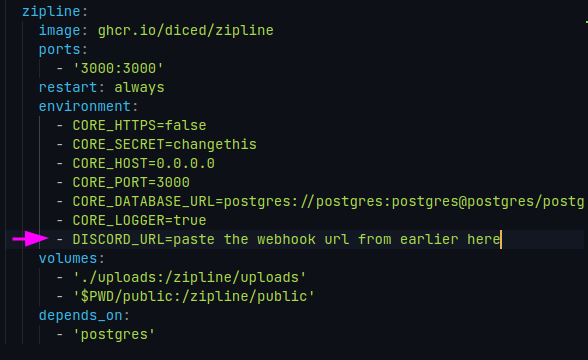 zipline:
image: ghcr.io/diced/zipline
ports:
- '3000:3000'
restart: always
environment:
- CORE_HTTPS=false
- CORE_SECRET=changethis
- CORE_HOST=0.0.0.0
- CORE_PORT=3000
- CORE_DATABASE_URL=postgres://postgres:postgres@postgres/postg
- CORE_LOGGER=true
- DISCORD_URL=paste the webhook url from earlier here
volumes:
- './uploads:/zipline/uploads'
- '$PWD/public:/zipline/public'
depends_on:
- 'postgres'